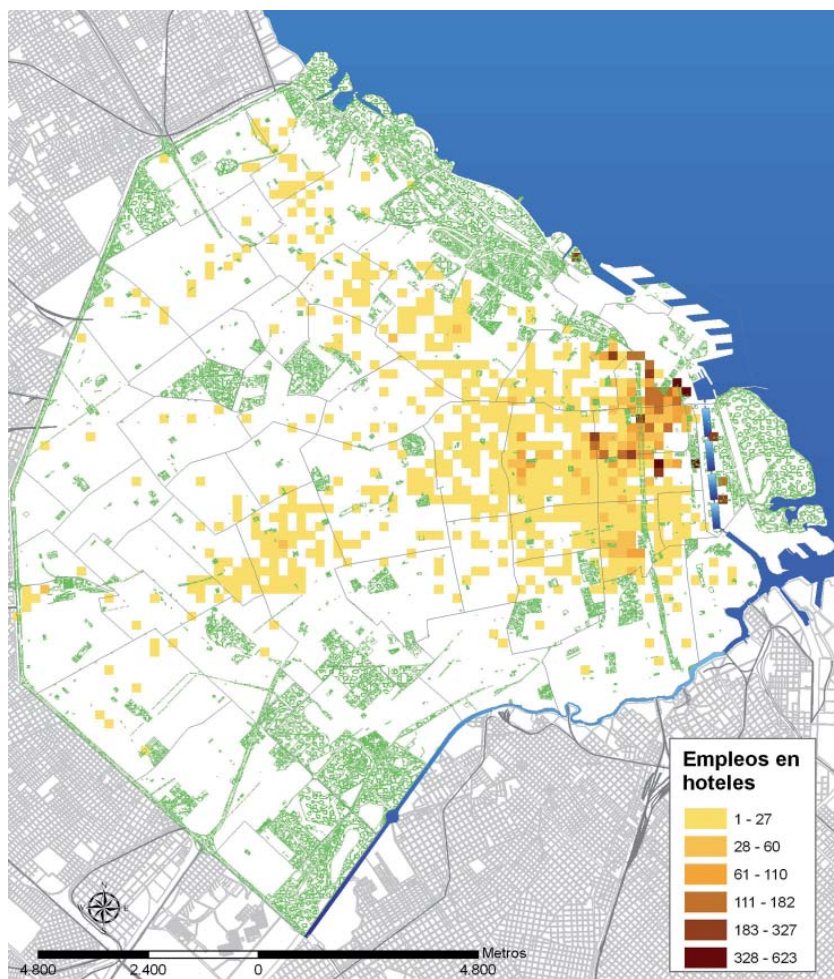 Empleos en
hoteles
1 - 27
28 - 60
61 - 110
111 - 182
183 - 327
328 - 623
N
E
S
Metros
4.800 2.400 0 4.800